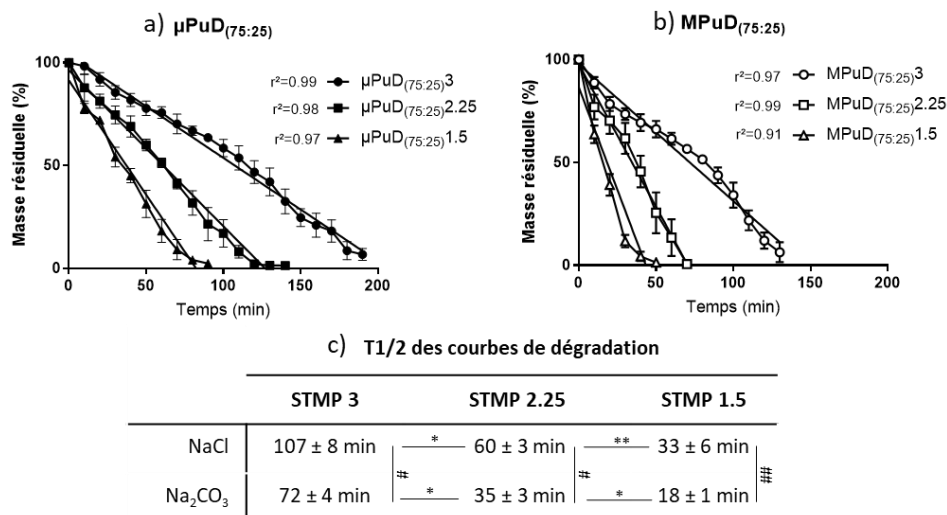 a) µPuD(75:25)
r²=0.99 µPuD(75:25)3
r²=0.98 µPuD(75:25)2.25
r²=0.97 µPuD(75:25)1.5
Masse résiduelle (%)
100
50
0
0 50 100 150 200
Temps (min)
b) MPuD(75:25)
r²=0.97 MPuD(75:25)3
r²=0.99 MPuD(75:25)2.25
r²=0.91 MPuD(75:25)1.5
Masse résiduelle (%)
100
50
0
0 50 100 150 200
Temps (min)
c) T1/2 des courbes de dégradation
STMP 3 STMP 2.25 STMP 1.5
NaCl 107 ± 8 min * 60 ± 3 min ** 33 ± 6 min
# # ##
Na₂CO₃ 72 ± 4 min * 35 ± 3 min * 18 ± 1 min